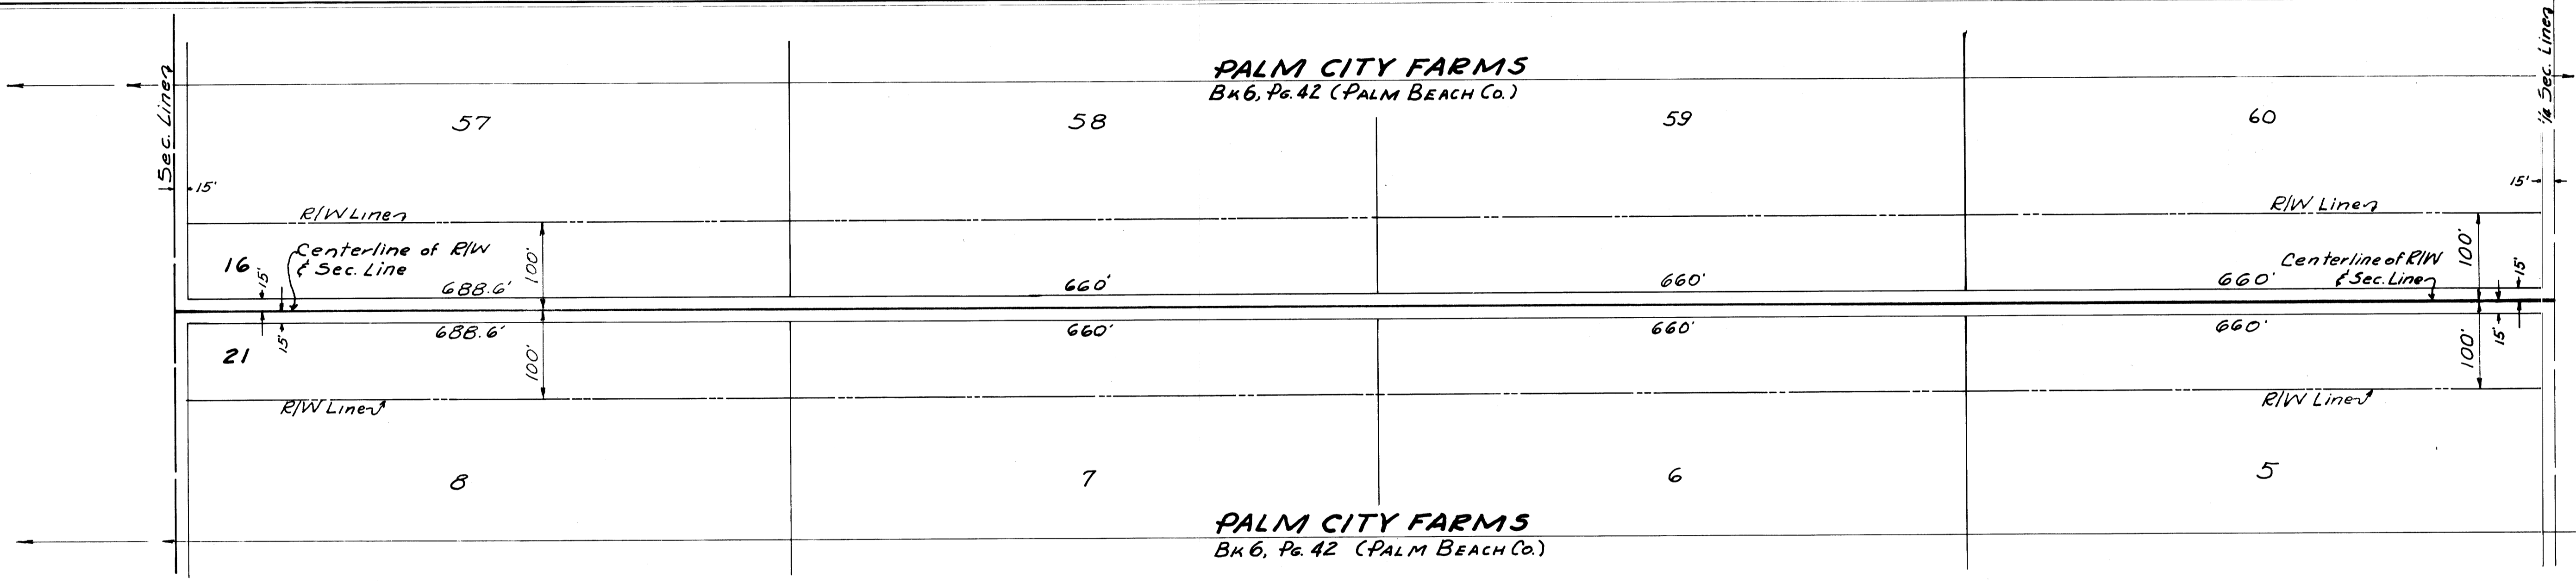 PALM CITY FARMS
BK 6, PG. 42 (PALM BEACH CO.)
Sec. Line
1/4 Sec. Line
57
58
59
60
15'
15'
R/W Line
R/W Line
16
15'
Centerline of R/W
& Sec. Line
100'
688.6'
660'
660'
660'
Centerline of R/W
& Sec. Line
100'
15'
21
15'
688.6'
100'
660'
660'
660'
100'
15'
R/W Line
R/W Line
8
7
6
5
PALM CITY FARMS
BK 6, PG. 42 (PALM BEACH CO.)